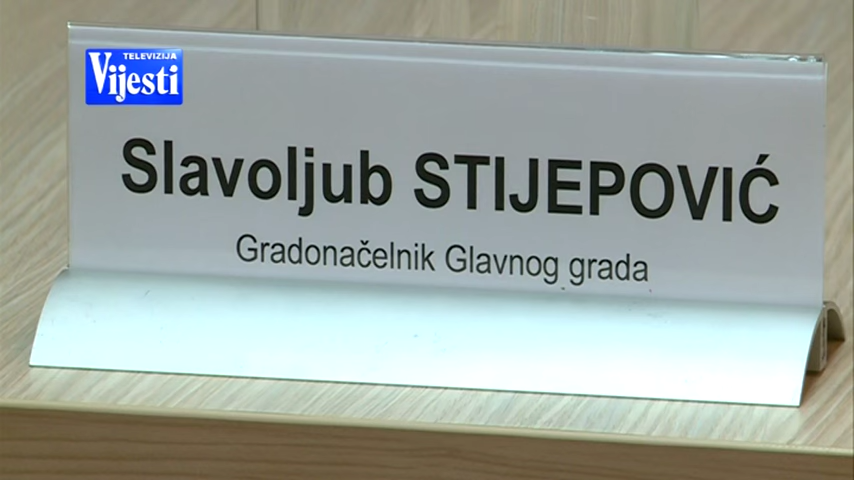 TELEVIZIJA
Vijesti
Slavoljub STIJEPOVIĆ
Gradonačelnik Glavnog grada